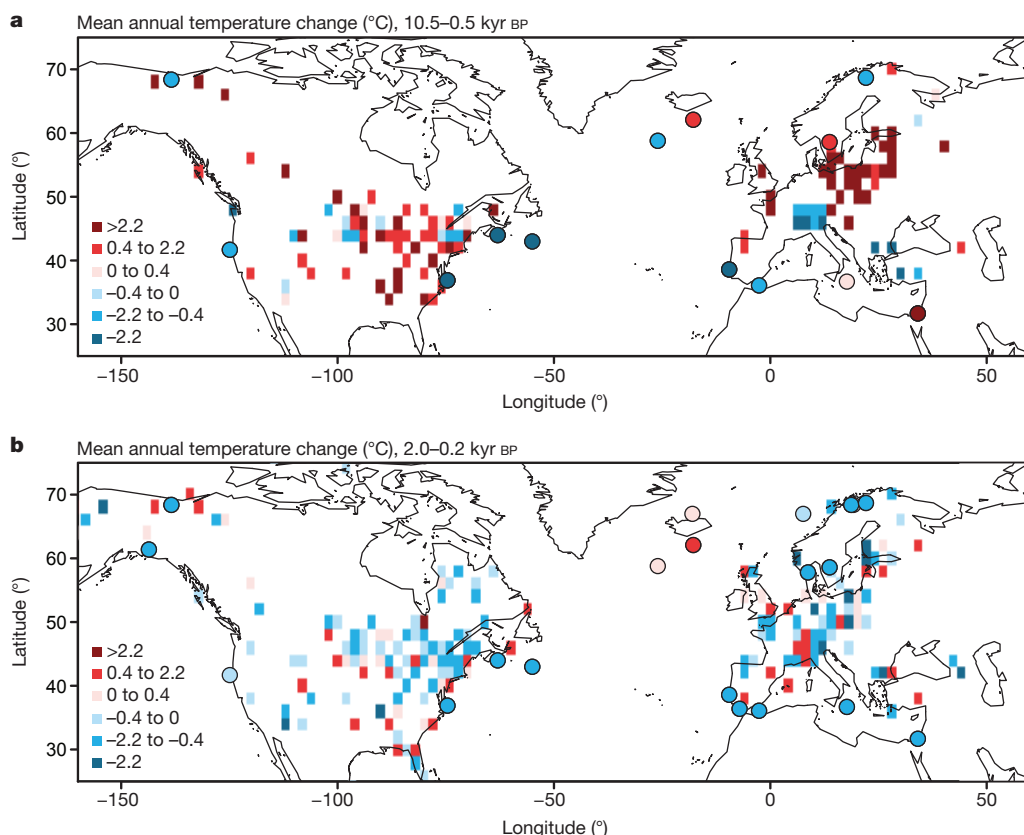 a Mean annual temperature change (°C), 10.5–0.5 kyr BP
70
60
50
40
30
Latitude (°)
>2.2
0.4 to 2.2
0 to 0.4
−0.4 to 0
−2.2 to −0.4
−2.2
−150 −100 −50 0 50
Longitude (°)
b Mean annual temperature change (°C), 2.0–0.2 kyr BP
70
60
50
40
30
Latitude (°)
>2.2
0.4 to 2.2
0 to 0.4
−0.4 to 0
−2.2 to −0.4
−2.2
−150 −100 −50 0 50
Longitude (°)